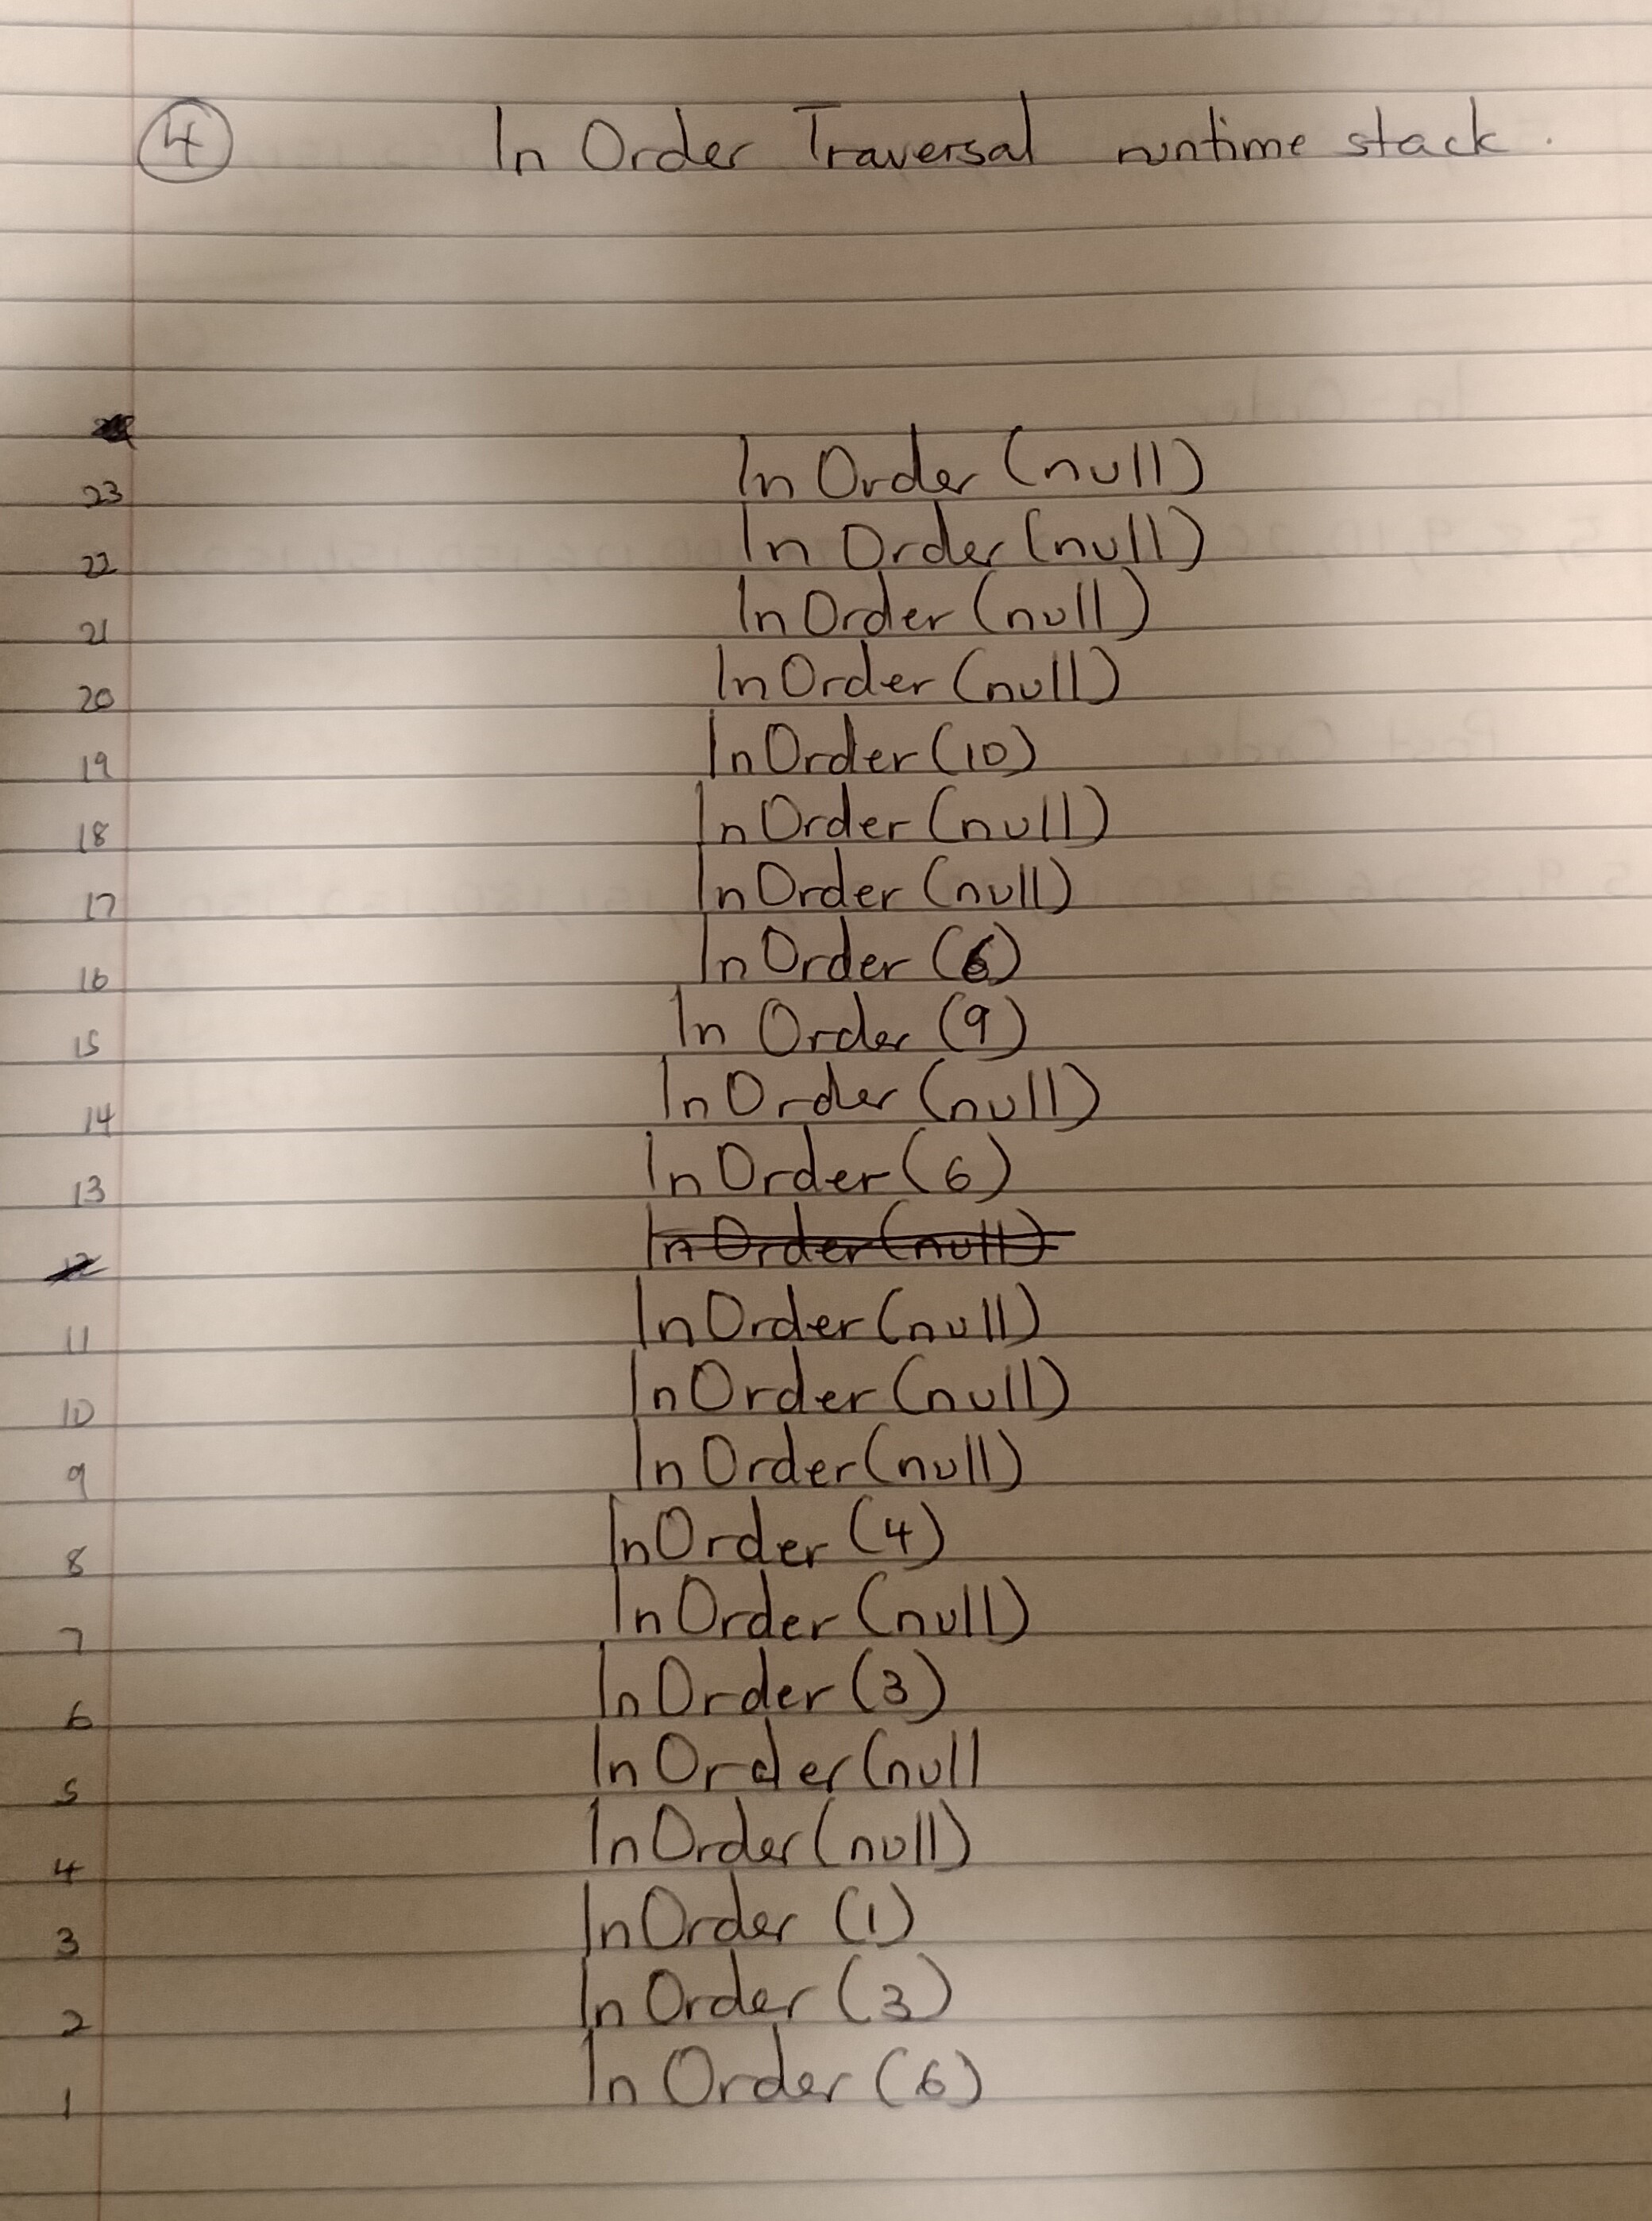 4 In Order Traversal runtime stack.
23 In Order (null)
22 In Order (null)
21 In Order (null)
20 In Order (null)
19 In Order (10)
18 In Order (null)
17 In Order (null)
16 In Order (6)
15 In Order (9)
14 In Order (null)
13 In Order (6)
12 In Order (null)
11 In Order (null)
10 In Order (null)
9 In Order (null)
8 In Order (4)
7 In Order (null)
6 In Order (3)
5 In Order (null
4 In Order (null)
3 In Order (1)
2 In Order (3)
1 In Order (6)